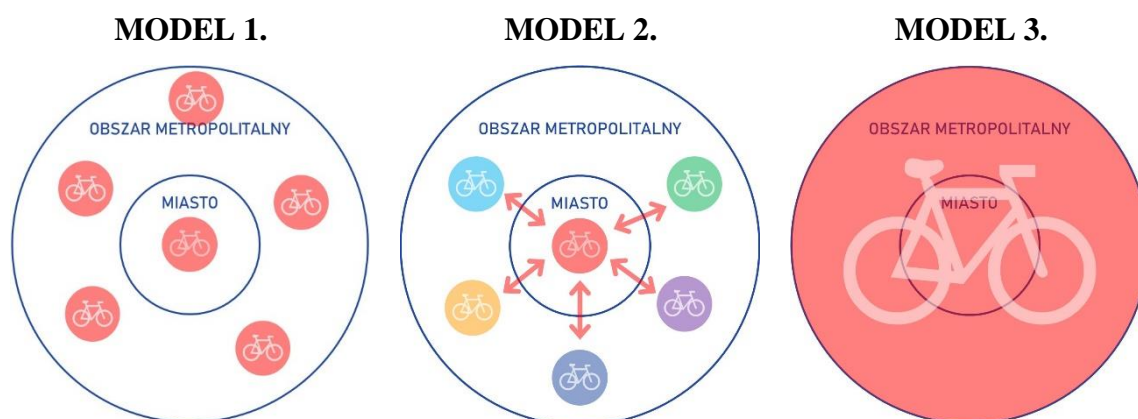 MODEL 1.
OBSZAR METROPOLITALNY
MIASTO
MODEL 2.
OBSZAR METROPOLITALNY
MIASTO
MODEL 3.
OBSZAR METROPOLITALNY
MIASTO